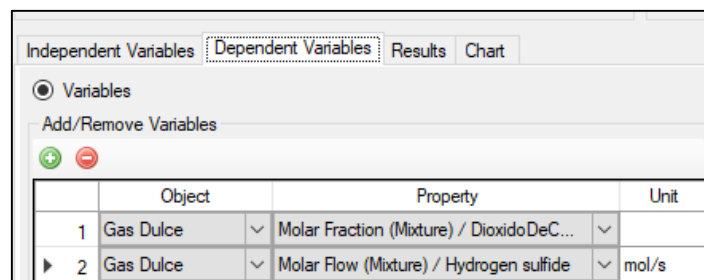 Independent Variables Dependent Variables Results Chart
Variables
Add/Remove Variables
Object Property Unit
1 Gas Dulce Molar Fraction (Mixture) / DioxidoDeC...
2 Gas Dulce Molar Flow (Mixture) / Hydrogen sulfide mol/s